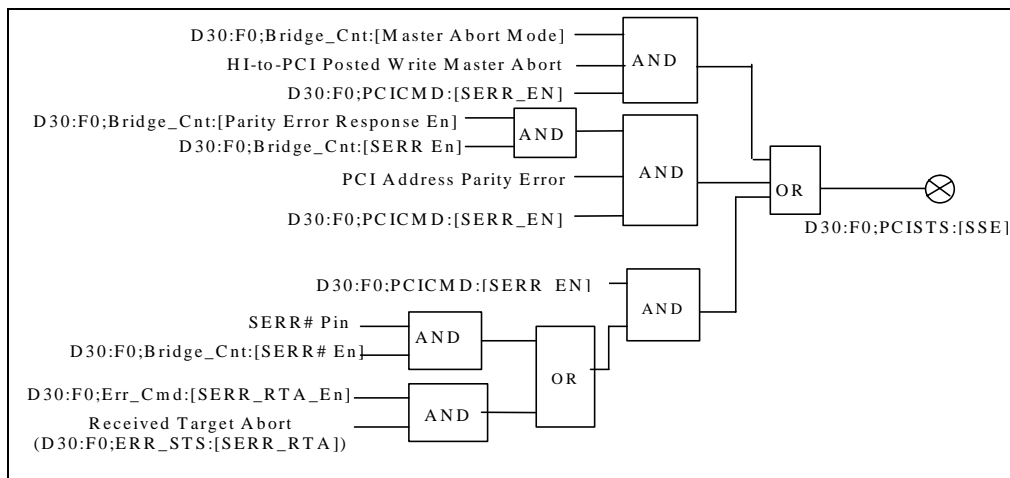 D30:F0;Bridge_Cnt:[Master Abort Mode]
HI-to-PCI Posted Write Master Abort
AND
D30:F0;PCICMD:[SERR_EN]
D30:F0;Bridge_Cnt:[Parity Error Response En]
AND
D30:F0;Bridge_Cnt:[SERR En]
PCI Address Parity Error
AND
OR
D30:F0;PCICMD:[SERR_EN]
D30:F0;PCISTS:[SSE]
D30:F0;PCICMD:[SERR EN]
AND
SERR# Pin
AND
D30:F0;Bridge_Cnt:[SERR# En]
OR
D30:F0;Err_Cmd:[SERR_RTA_En]
AND
Received Target Abort
(D30:F0;ERR_STS:[SERR_RTA])